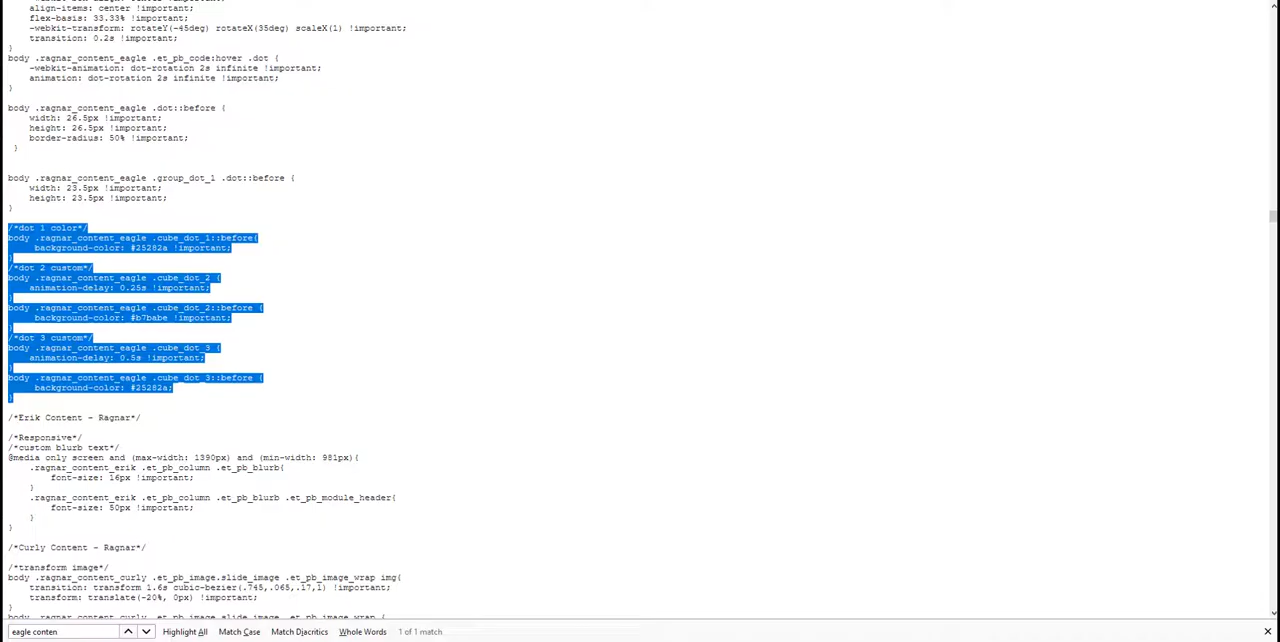 align-items: center !important;
flex-basis: 33.33% !important;
-webkit-transform: rotateY(-45deg) rotateX(35deg) scaleX(1) !important;
transition: 0.2s !important;
}
body .ragnar_content_eagle .et_pb_code:hover .dot {
-webkit-animation: dot-rotation 2s infinite !important;
animation: dot-rotation 2s infinite !important;
}
body .ragnar_content_eagle .dot::before {
width: 26.5px !important;
height: 26.5px !important;
border-radius: 50% !important;
}
body .ragnar_content_eagle .group_dot_1 .dot::before {
width: 23.5px !important;
height: 23.5px !important;
}
/*dot 1 color*/
body .ragnar_content_eagle .cube_dot_1::before{
background-color: #25282a !important;
}
/*dot 2 custom*/
body .ragnar_content_eagle .cube_dot_2 {
animation-delay: 0.25s !important;
}
body .ragnar_content_eagle .cube_dot_2::before {
background-color: #b7babe !important;
}
/*dot 3 custom*/
body .ragnar_content_eagle .cube_dot_3 {
animation-delay: 0.5s !important;
}
body .ragnar_content_eagle .cube_dot_3::before {
background-color: #25282a;
}
/*Erik Content - Ragnar*/
/*Responsive*/
/*custom blurb text*/
@media only screen and (max-width: 1390px) and (min-width: 981px){
.ragnar_content_erik .et_pb_column .et_pb_blurb{
font-size: 16px !important;
}
.ragnar_content_erik .et_pb_column .et_pb_blurb .et_pb_module_header{
font-size: 50px !important;
}
}
/*Curly Content - Ragnar*/
/*transform image*/
body .ragnar_content_curly .et_pb_image.slide_image .et_pb_image_wrap img{
transition: transform 1.6s cubic-bezier(.745,.065,.17,1) !important;
transform: translate(-20%, 0px) !important;
}
body .ragnar_content_curly .et_pb_image.slide_image .et_pb_image_wrap {
eagle conten Highlight All Match Case Match Diacritics Whole Words 1 of 1 match